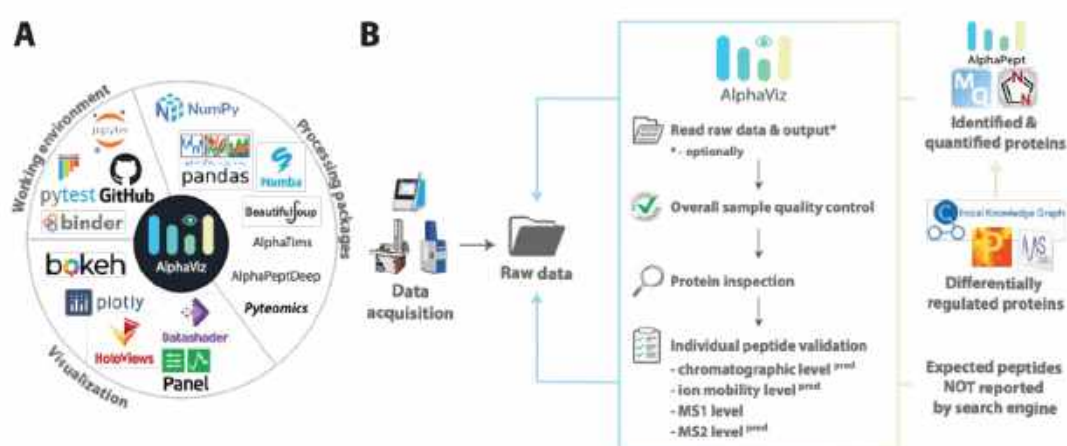 A
Working environment
jupyter
pytest GitHub
binder
NumPy
pandas
Numba
BeautifulSoup
AlphaTims
AlphaPeptDeep
Pyteomics
Processing packages
AlphaViz
bokeh
plotly
HoloViews
Datashader
Panel
Visualization
B
Data
acquisition
Raw data
AlphaViz
Read raw data & output*
* - optionally
Overall sample quality control
Protein inspection
Individual peptide validation
- chromatographic level pred
- ion mobility level pred
- MS1 level
- MS2 level pred
AlphaPept
MQ
N
N
Identified &
quantified proteins
Clinical Knowledge Graph
P
MS
Differentially
regulated proteins
Expected peptides
NOT reported
by search engine